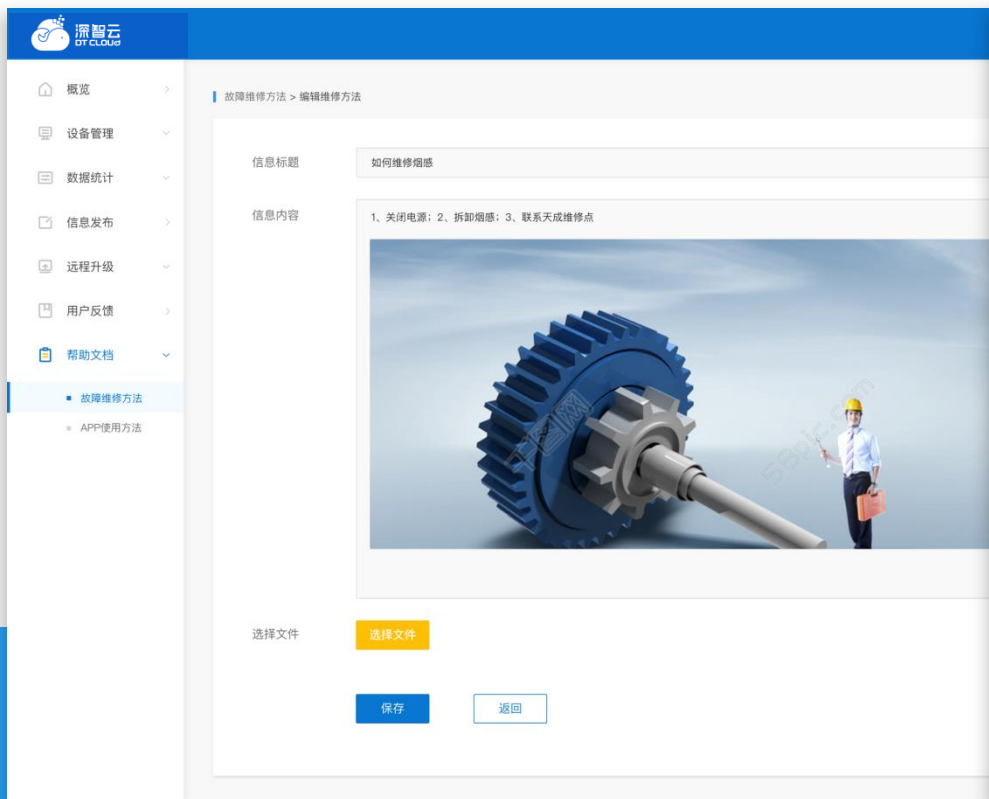 深智云
DT CLOUD
概览
设备管理
数据统计
信息发布
远程升级
用户反馈
帮助文档
故障维修方法
APP使用方法
故障维修方法 > 编辑维修方法
信息标题
如何维修烟感
信息内容
1、关闭电源；2、拆卸烟感；3、联系天成维修点
千图网
58pic.com
选择文件
选择文件
保存
返回